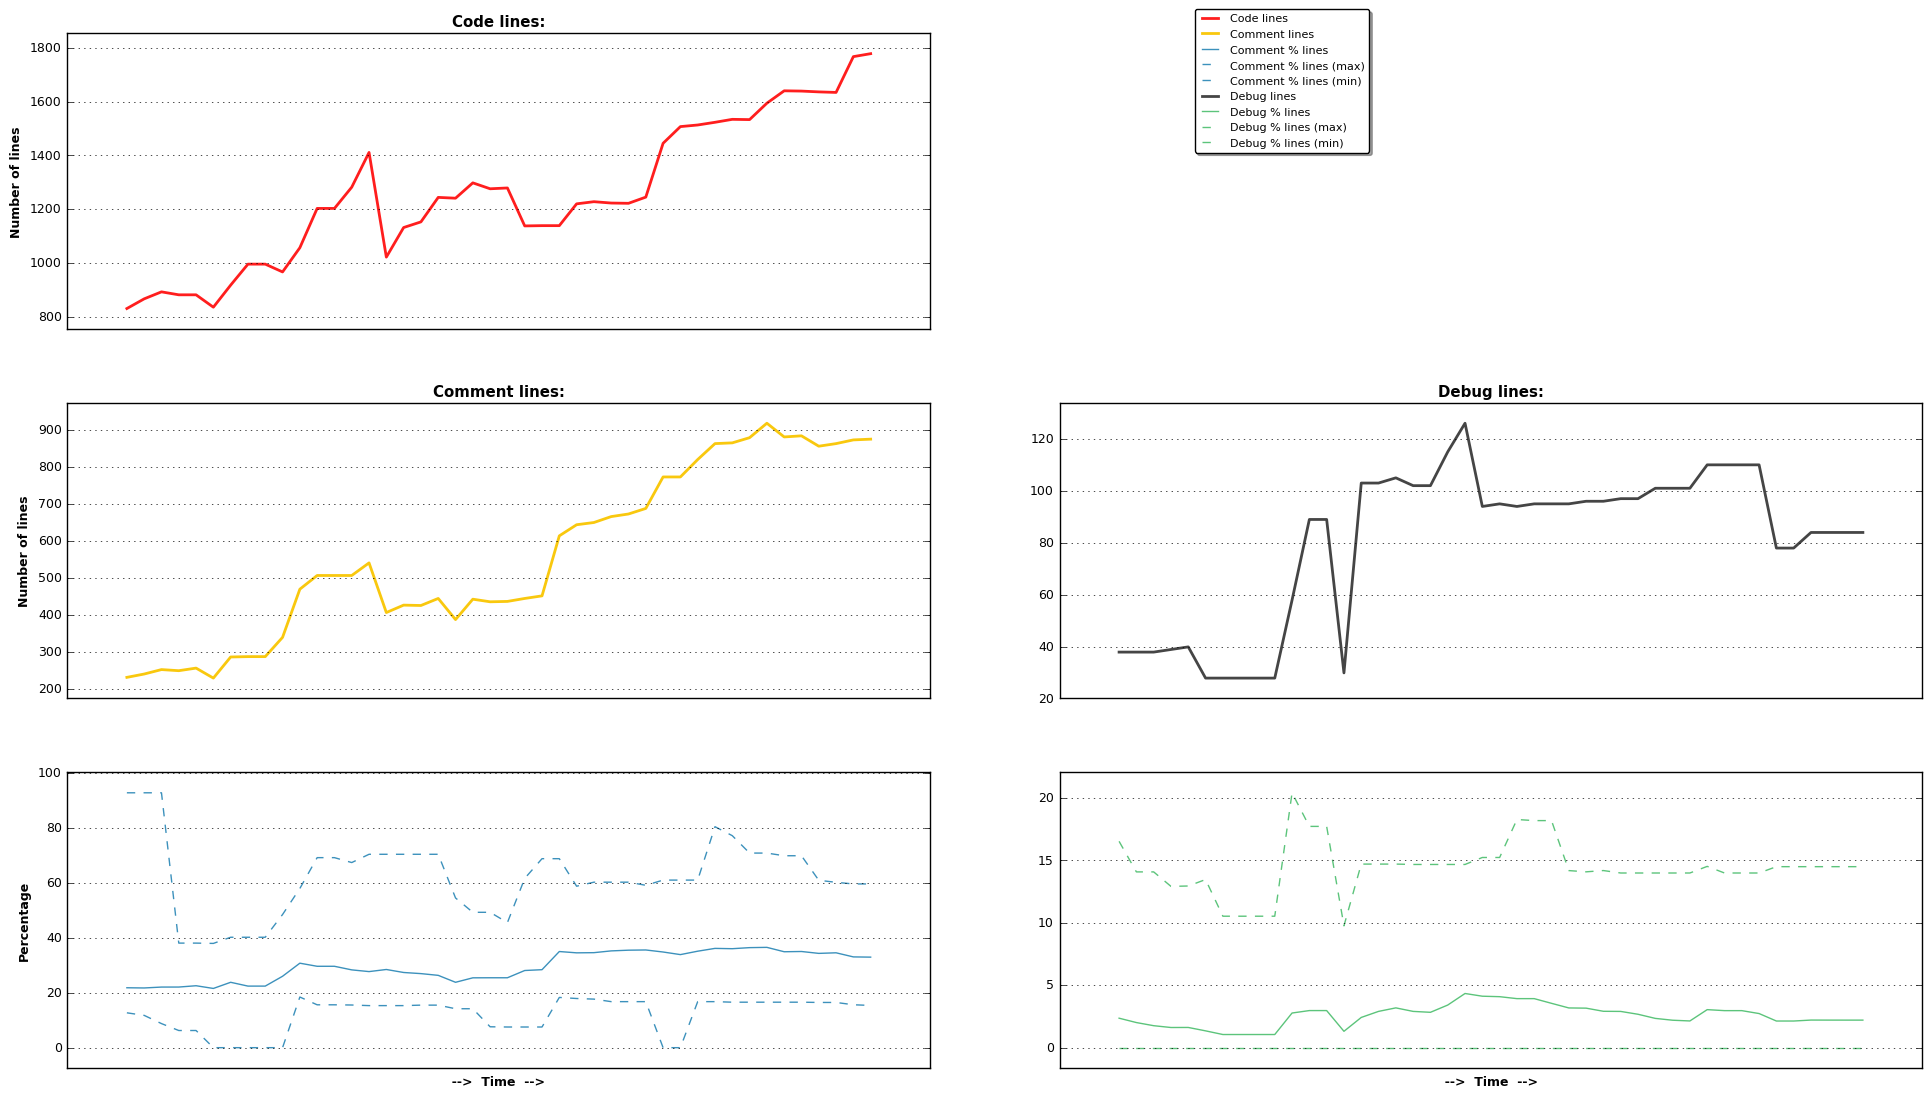 Code lines:
Number of lines
1800
1600
1400
1200
1000
800
Code lines
Comment lines
Comment % lines
Comment % lines (max)
Comment % lines (min)
Debug lines
Debug % lines
Debug % lines (max)
Debug % lines (min)
Comment lines:
Number of lines
900
800
700
600
500
400
300
200
Debug lines:
120
100
80
60
40
20
Percentage
100
80
60
40
20
0
--> Time -->
20
15
10
5
0
--> Time -->